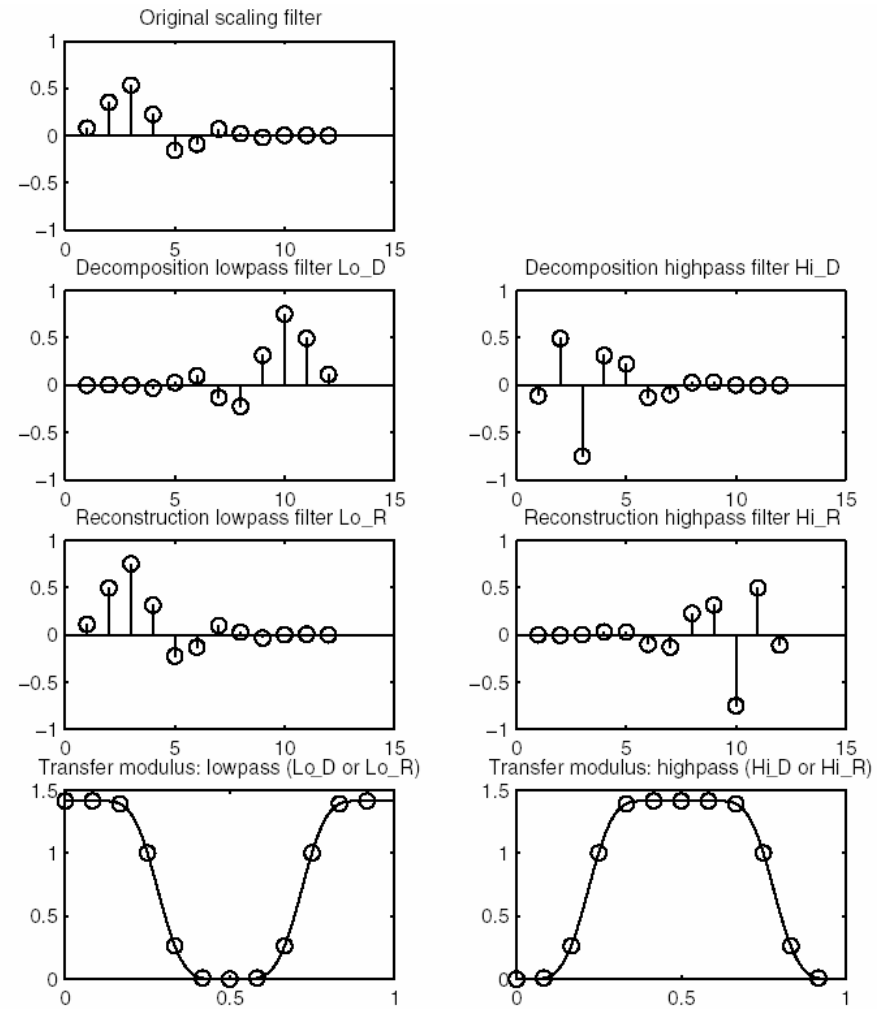 Original scaling filter
1
0.5
0
−0.5
−1
0 5 10 15
Decomposition lowpass filter Lo_D
1
0.5
0
−0.5
−1
0 5 10 15
Decomposition highpass filter Hi_D
1
0.5
0
−0.5
−1
0 5 10 15
Reconstruction lowpass filter Lo_R
1
0.5
0
−0.5
−1
0 5 10 15
Reconstruction highpass filter Hi_R
1
0.5
0
−0.5
−1
0 5 10 15
Transfer modulus: lowpass (Lo_D or Lo_R)
1.5
1
0.5
0
0 0.5 1
Transfer modulus: highpass (Hi_D or Hi_R)
1.5
1
0.5
0
0 0.5 1